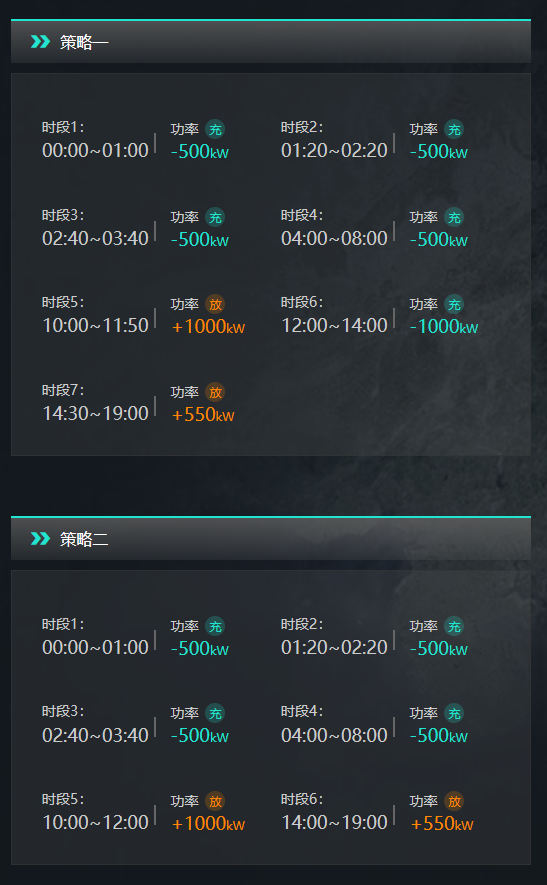 策略一
时段1：
00:00~01:00
功率 充
-500kW
时段2：
01:20~02:20
功率 充
-500kW
时段3：
02:40~03:40
功率 充
-500kW
时段4：
04:00~08:00
功率 充
-500kW
时段5：
10:00~11:50
功率 放
+1000kW
时段6：
12:00~14:00
功率 充
-1000kW
时段7：
14:30~19:00
功率 放
+550kW
策略二
时段1：
00:00~01:00
功率 充
-500kW
时段2：
01:20~02:20
功率 充
-500kW
时段3：
02:40~03:40
功率 充
-500kW
时段4：
04:00~08:00
功率 充
-500kW
时段5：
10:00~12:00
功率 放
+1000kW
时段6：
14:00~19:00
功率 放
+550kW